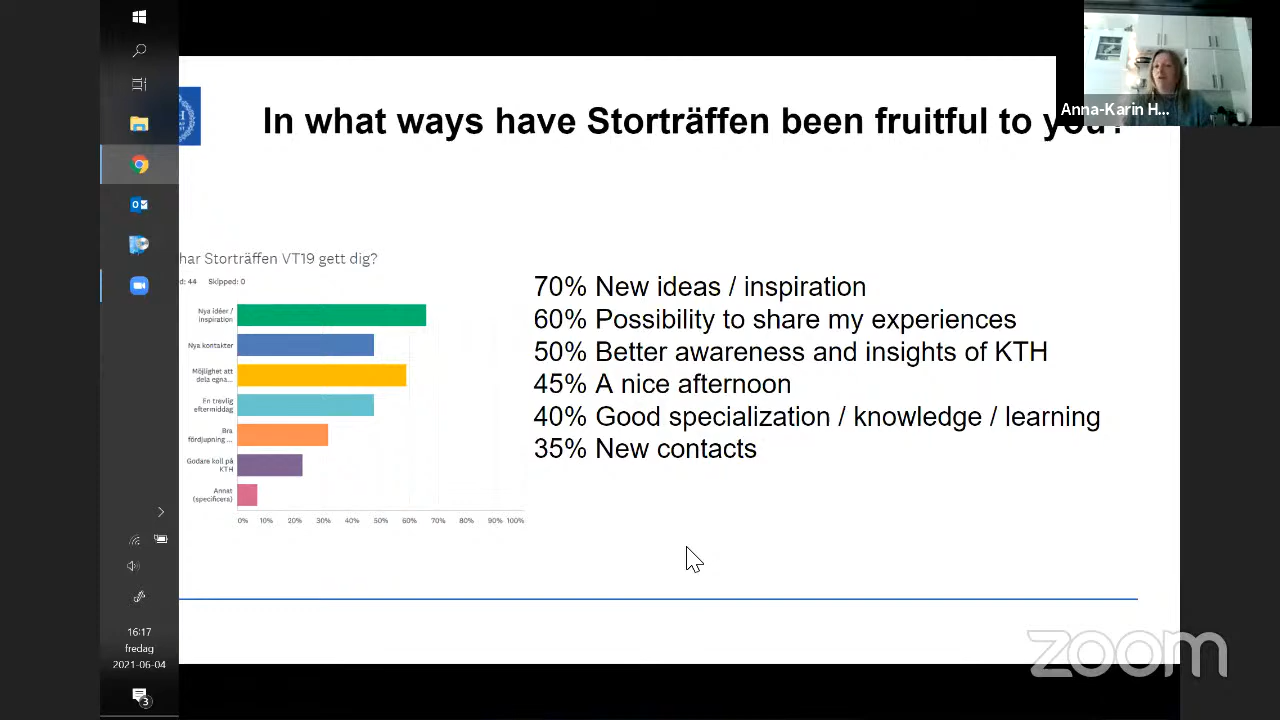 Anna-Karin H...
In what ways have Storträffen been fruitful to you?
har Storträffen VT19 gett dig?
d: 44 Skipped: 0
Nya idéer /
inspiration
Nya kontakter
Möjlighet att
dela egna...
En trevlig
eftermiddag
Bra
fördjupning ...
Godare koll på
KTH
Annat
(specificera)
0% 10% 20% 30% 40% 50% 60% 70% 80% 90% 100%
70% New ideas / inspiration
60% Possibility to share my experiences
50% Better awareness and insights of KTH
45% A nice afternoon
40% Good specialization / knowledge / learning
35% New contacts
16:17
fredag
2021-06-04
3
zoom